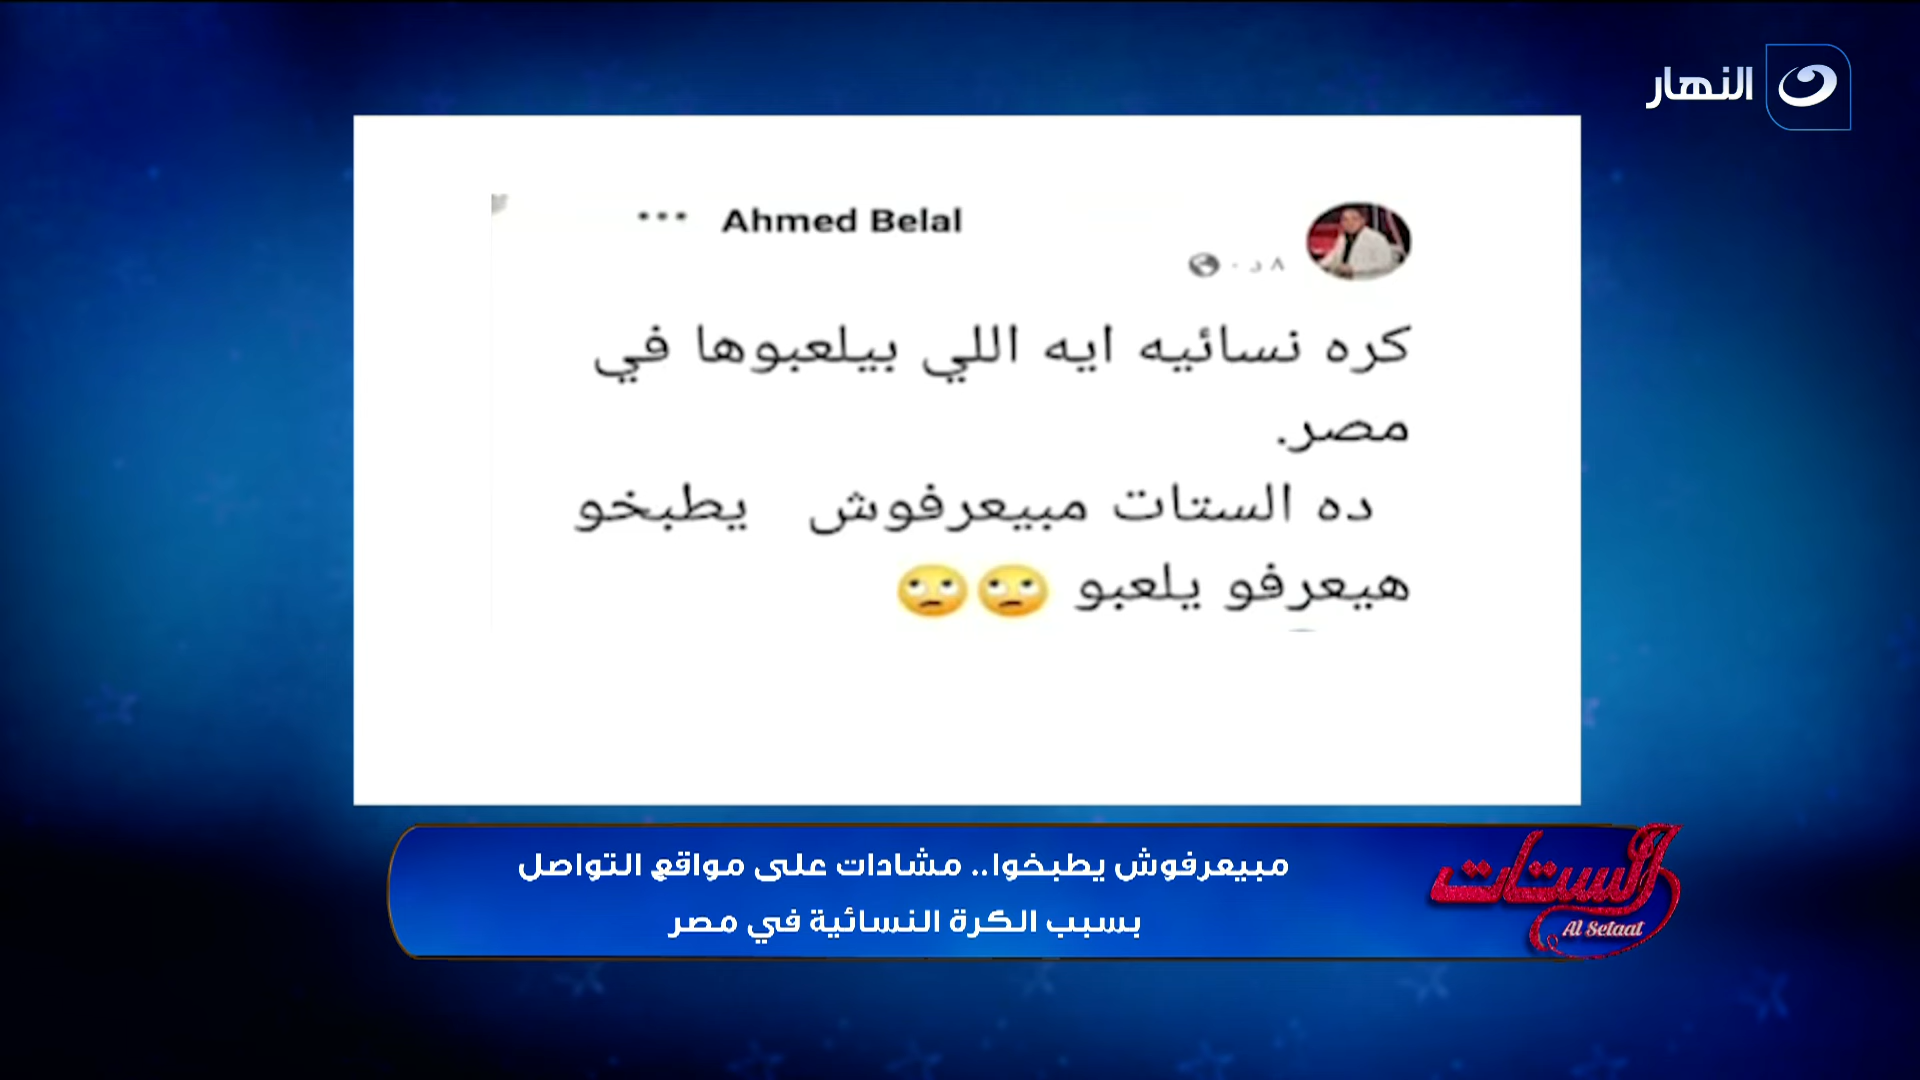 النهار
Ahmed Belal •••
٨ د ·
كره نسائيه ايه اللي بيلعبوها في
مصر.
ده الستات مبيعرفوش يطبخو
هيعرفو يلعبو 🙄🙄
مبيعرفوش يطبخوا.. مشادات على مواقع التواصل
بسبب الكرة النسائية في مصر
الستات
Al Setaat